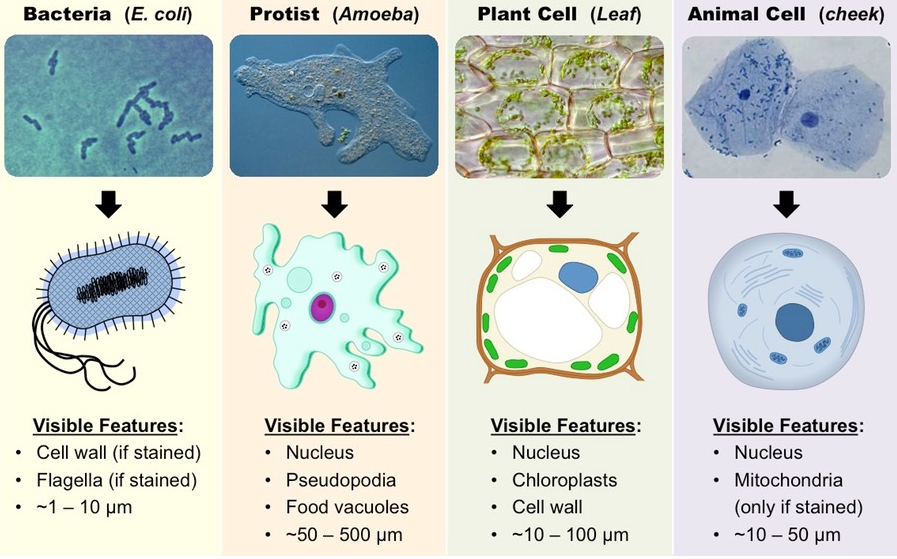 Bacteria (E. coli)
Cell wall (if stained)
Flagella (if stained)
~1 – 10 µm
Visible Features:
Protist (Amoeba)
Visible Features:
Nucleus
Pseudopodia
Food vacuoles
~50 – 500 µm
Plant Cell (Leaf)
Visible Features:
Nucleus
Chloroplasts
Cell wall
~10 – 100 µm
Animal Cell (cheek)
Visible Features:
Nucleus
Mitochondria
(only if stained)
~10 – 50 µm